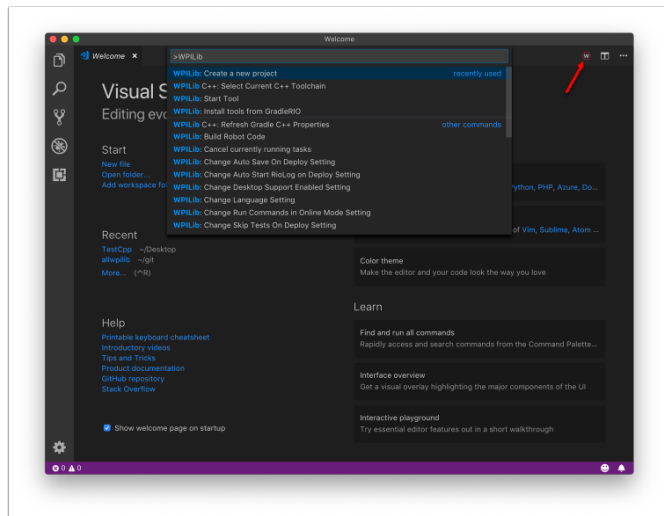 Welcome
Welcome ×
>WPILib
WPILib: Create a new project recently used
WPILib C++: Select Current C++ Toolchain
WPILib: Start Tool
WPILib: Install tools from GradleRIO
WPILib C++: Refresh Gradle C++ Properties other commands
WPILib: Build Robot Code
WPILib: Cancel currently running tasks
WPILib: Change Auto Save On Deploy Setting
WPILib: Change Auto Start RioLog on Deploy Setting
WPILib: Change Desktop Support Enabled Setting
WPILib: Change Language Setting
WPILib: Change Run Commands in Online Mode Setting
WPILib: Change Skip Tests On Deploy Setting
Visual S
Editing evo
Start
New file
Open folder...
Add workspace fol
Recent
TestCpp ~/Desktop
allwpilib ~/git
More... (^R)
Help
Printable keyboard cheatsheet
Introductory videos
Tips and Tricks
Product documentation
GitHub repository
Stack Overflow
Show welcome page on startup
Python, PHP, Azure, Do...
of Vim, Sublime, Atom ...
Color theme
Make the editor and your code look the way you love
Learn
Find and run all commands
Rapidly access and search commands from the Command Palette...
Interface overview
Get a visual overlay highlighting the major components of the UI
Interactive playground
Try essential editor features out in a short walkthrough
0 0